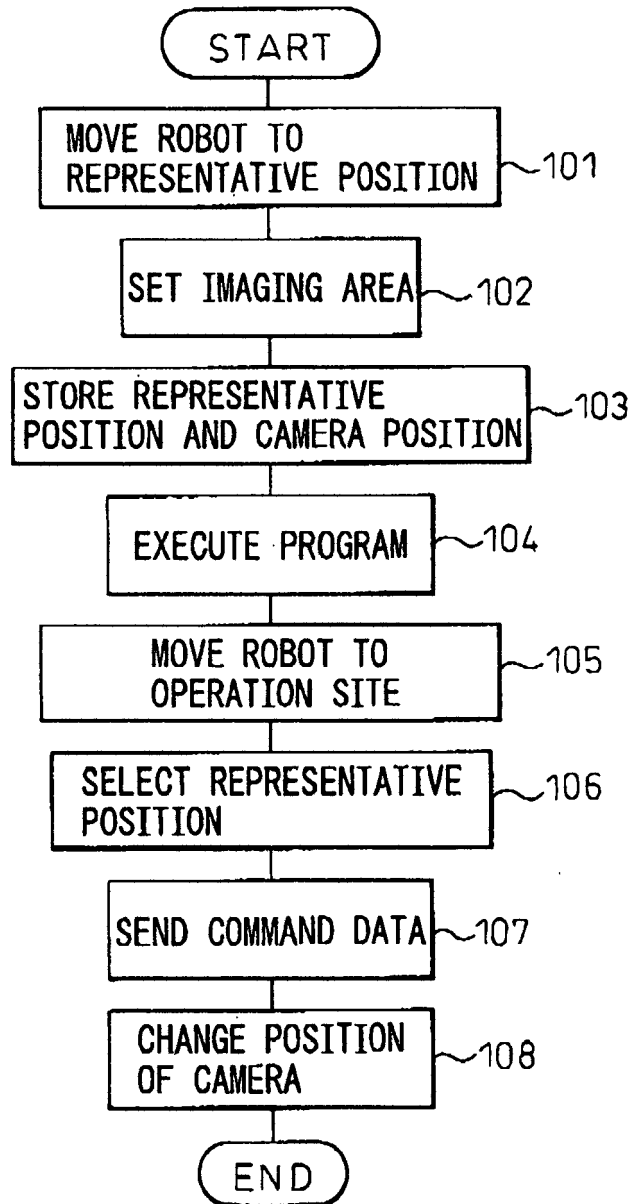 START
MOVE ROBOT TO
REPRESENTATIVE POSITION
101
SET IMAGING AREA
102
STORE REPRESENTATIVE
POSITION AND CAMERA POSITION
103
EXECUTE PROGRAM
104
MOVE ROBOT TO
OPERATION SITE
105
SELECT REPRESENTATIVE
POSITION
106
SEND COMMAND DATA
107
CHANGE POSITION
OF CAMERA
108
END